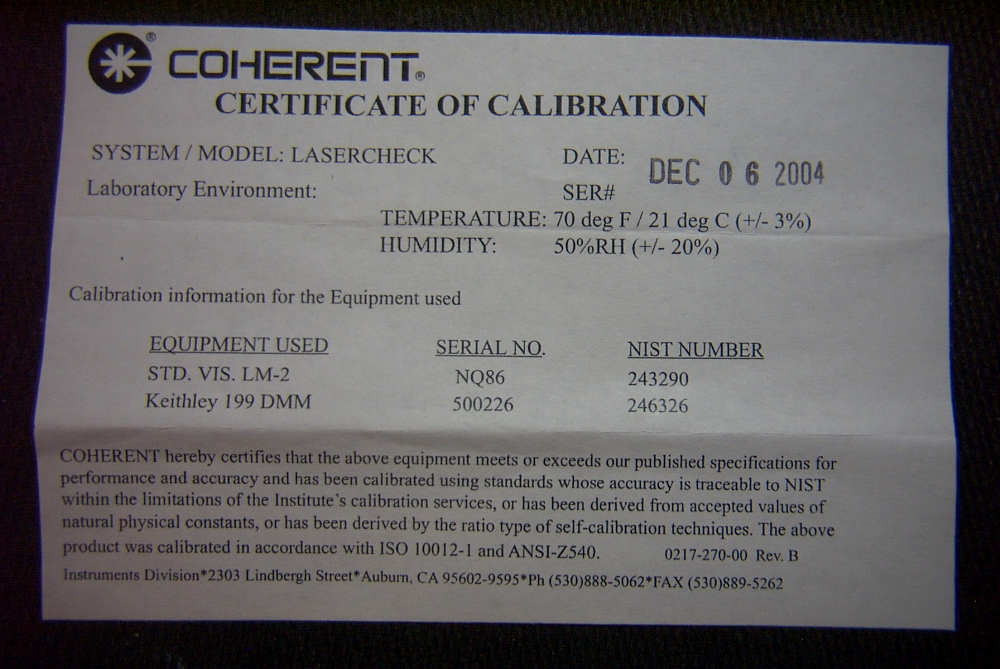 ® COHERENT®
CERTIFICATE OF CALIBRATION
SYSTEM / MODEL: LASERCHECK DATE: DEC 06 2004
Laboratory Environment: SER#
TEMPERATURE: 70 deg F / 21 deg C (+/- 3%)
HUMIDITY: 50%RH (+/- 20%)
Calibration information for the Equipment used
EQUIPMENT USED SERIAL NO. NIST NUMBER
STD. VIS. LM-2 NQ86 243290
Keithley 199 DMM 500226 246326
COHERENT hereby certifies that the above equipment meets or exceeds our published specifications for
performance and accuracy and has been calibrated using standards whose accuracy is traceable to NIST
within the limitations of the Institute's calibration services, or has been derived from accepted values of
natural physical constants, or has been derived by the ratio type of self-calibration techniques. The above
product was calibrated in accordance with ISO 10012-1 and ANSI-Z540. 0217-270-00 Rev. B
Instruments Division*2303 Lindbergh Street*Auburn, CA 95602-9595*Ph (530)888-5062*FAX (530)889-5262